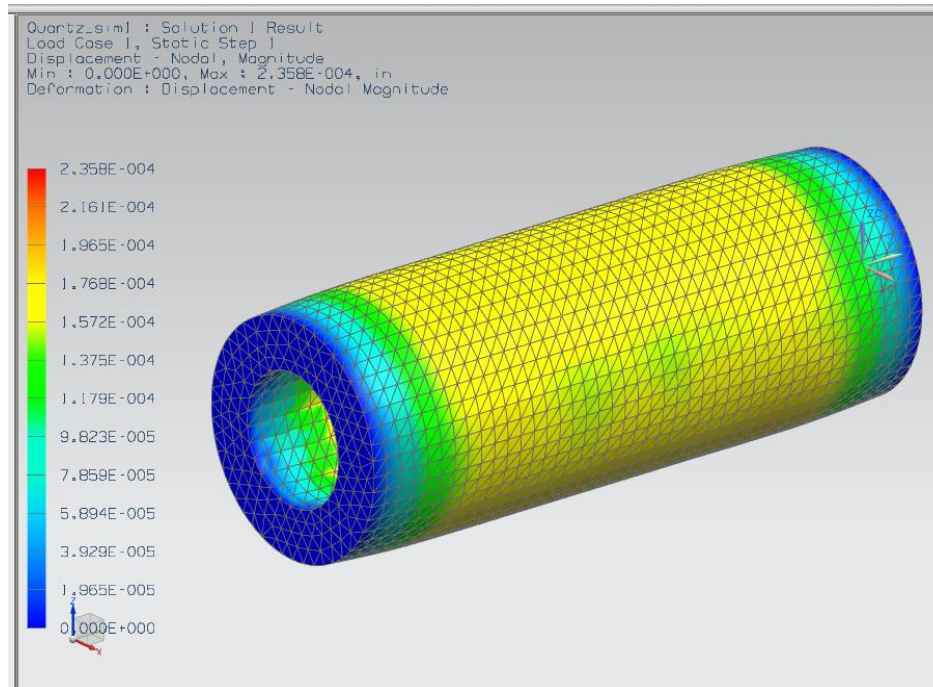 Quartz_sim1 : Solution 1 Result
Load Case 1, Static Step 1
Displacement - Nodal, Magnitude
Min : 0.000E+000, Max : 2.358E-004, in
Deformation : Displacement - Nodal Magnitude
2.358E-004
2.161E-004
1.965E-004
1.768E-004
1.572E-004
1.375E-004
1.179E-004
9.823E-005
7.859E-005
5.894E-005
3.929E-005
1.965E-005
0.000E+000
Z
X
ZC